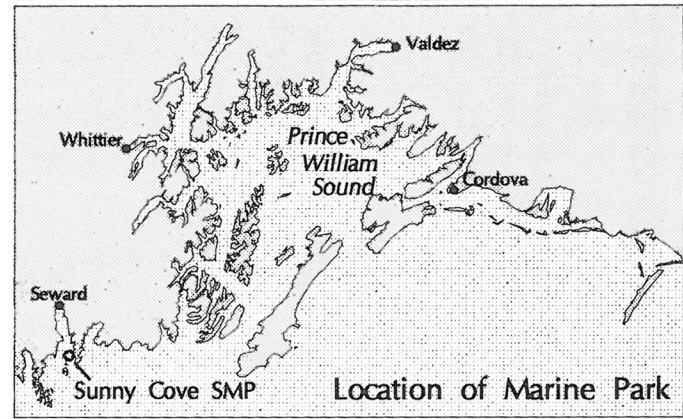 Valdez
Whittier
Prince
William
Sound
Cordova
Seward
Sunny Cove SMP
Location of Marine Park